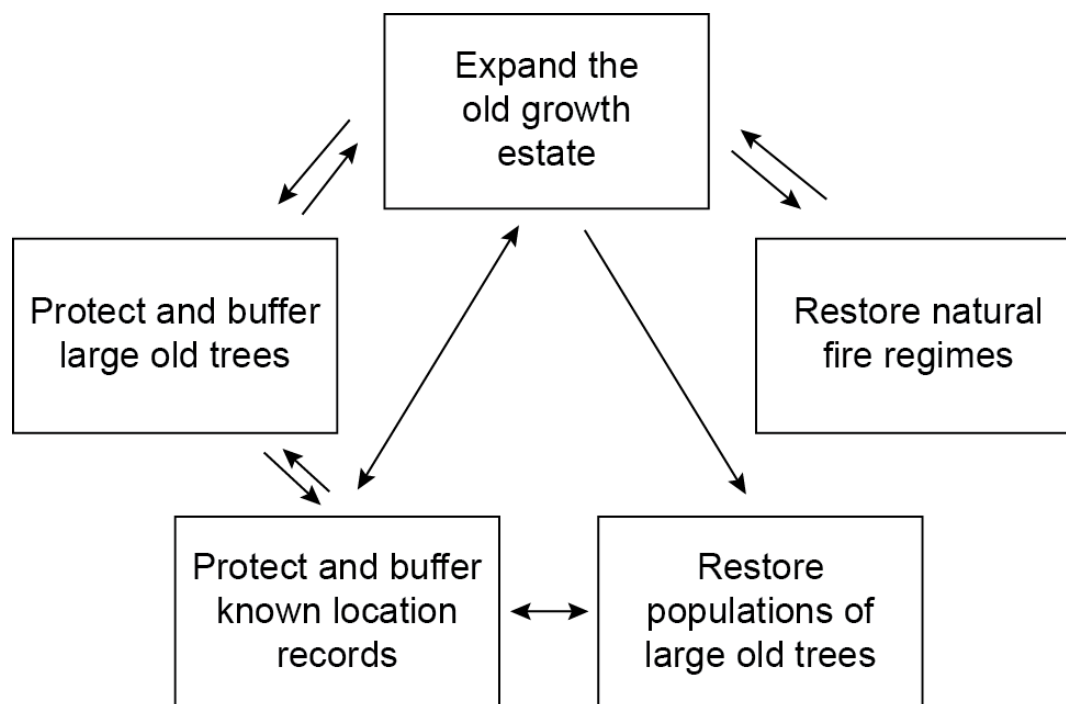 Expand the
old growth
estate
Protect and buffer
large old trees
Restore natural
fire regimes
Protect and buffer
known location
records
Restore
populations of
large old trees